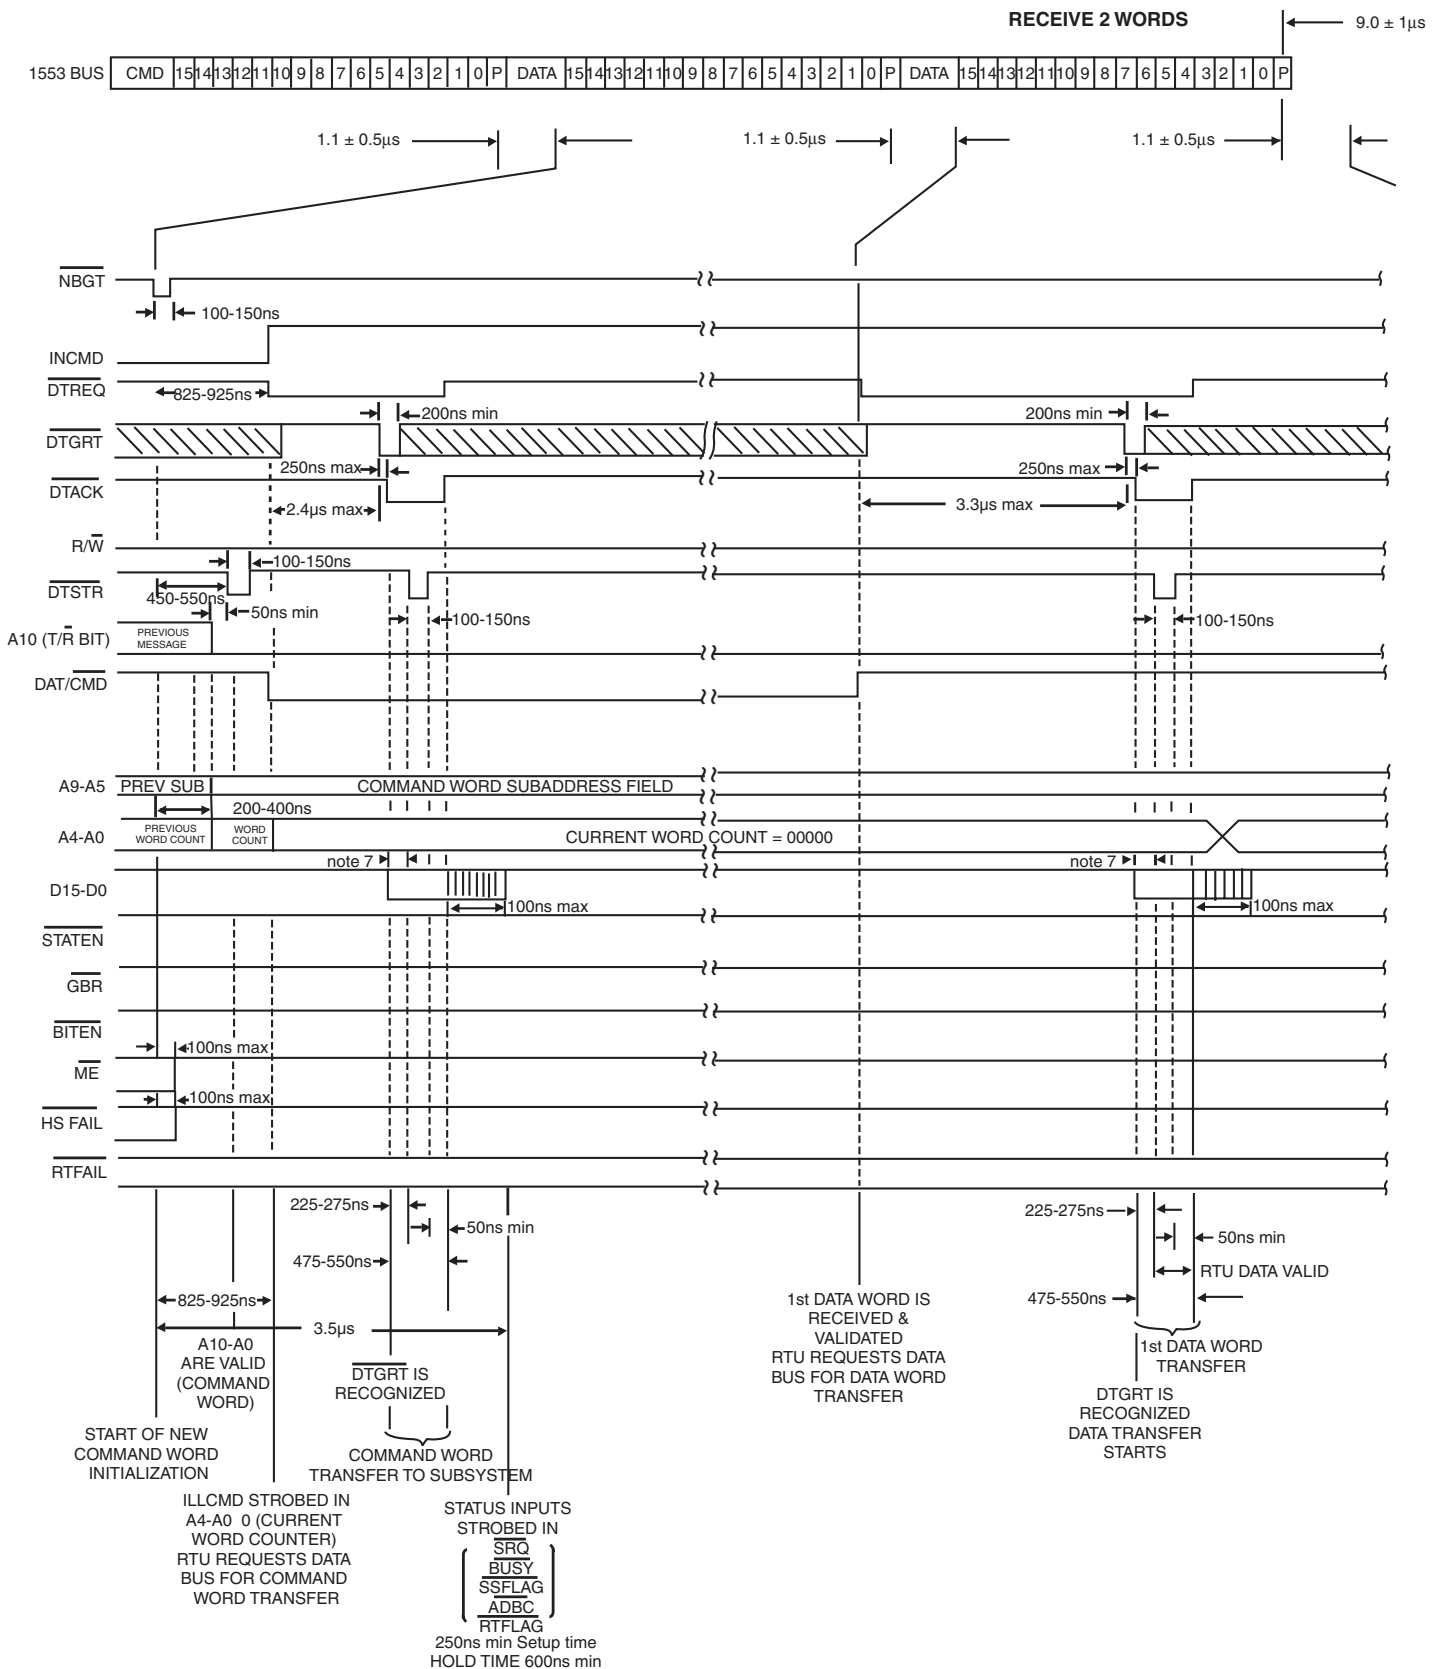 RECEIVE 2 WORDS
9.0 ± 1µs
1553 BUS CMD 15 14 13 12 11 10 9 8 7 6 5 4 3 2 1 0 P DATA 15 14 13 12 11 10 9 8 7 6 5 4 3 2 1 0 P DATA 15 14 13 12 11 10 9 8 7 6 5 4 3 2 1 0 P
1.1 ± 0.5µs 1.1 ± 0.5µs 1.1 ± 0.5µs
NBGT
100-150ns
INCMD
DTREQ
825-925ns
200ns min 200ns min
DTGRT
250ns max 250ns max
DTACK
2.4µs max 3.3µs max
R/W
100-150ns
DTSTR
450-550ns
50ns min 100-150ns 100-150ns
A10 (T/R BIT)
PREVIOUS
MESSAGE
DAT/CMD
A9-A5 PREV SUB COMMAND WORD SUBADDRESS FIELD
200-400ns
A4-A0
PREVIOUS
WORD COUNT
WORD
COUNT
CURRENT WORD COUNT = 00000
note 7 note 7
D15-D0
100ns max 100ns max
STATEN
GBR
BITEN
100ns max
ME
100ns max
HS FAIL
RTFAIL
225-275ns 225-275ns
50ns min 50ns min
475-550ns
RTU DATA VALID
475-550ns
825-925ns
3.5µs
A10-A0
ARE VALID
(COMMAND
WORD)
DTGRT IS
RECOGNIZED
1st DATA WORD IS
RECEIVED &
VALIDATED
RTU REQUESTS DATA
BUS FOR DATA WORD
TRANSFER
1st DATA WORD
TRANSFER
DTGRT IS
RECOGNIZED
DATA TRANSFER
STARTS
START OF NEW
COMMAND WORD
INITIALIZATION
COMMAND WORD
TRANSFER TO SUBSYSTEM
ILLCMD STROBED IN
A4-A0 0 (CURRENT
WORD COUNTER)
RTU REQUESTS DATA
BUS FOR COMMAND
WORD TRANSFER
STATUS INPUTS
STROBED IN
SRQ
BUSY
SSFLAG
ADBC
RTFLAG
250ns min Setup time
HOLD TIME 600ns min